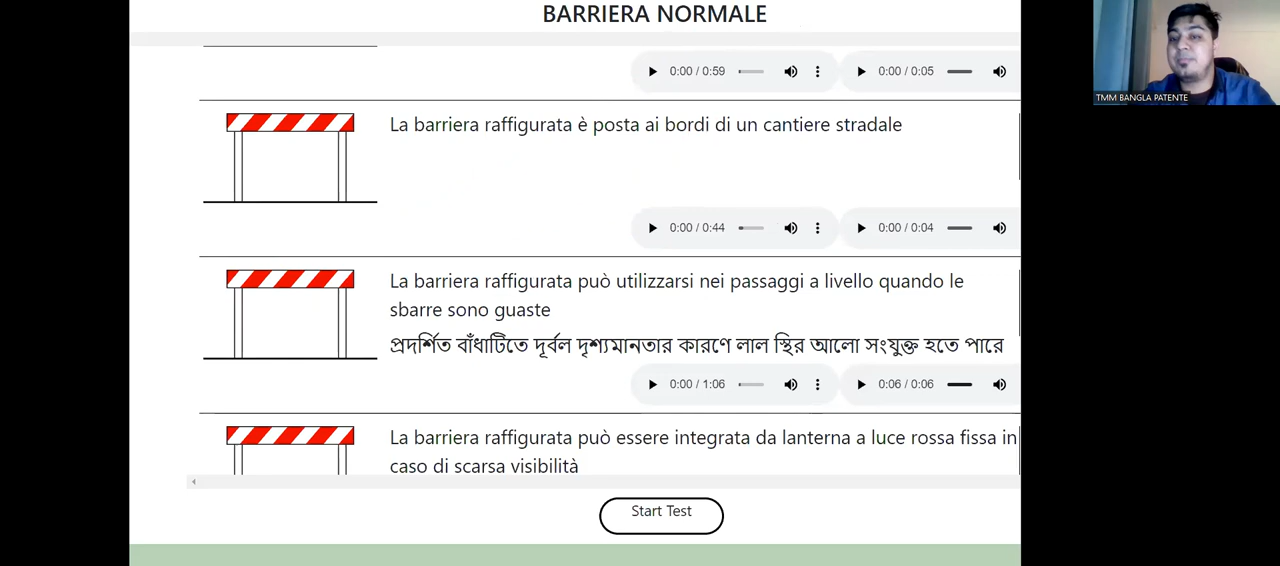 BARRIERA NORMALE
TMM BANGLA PATENTE
0:00 / 0:59
0:00 / 0:05
La barriera raffigurata è posta ai bordi di un cantiere stradale
0:00 / 0:44
0:00 / 0:04
La barriera raffigurata può utilizzarsi nei passaggi a livello quando le
sbarre sono guaste
প্রদর্শিত বাঁধাটিতে দূর্বল দৃশ্যমানতার কারণে লাল স্থির আলো সংযুক্ত হতে পারে
0:00 / 1:06
0:06 / 0:06
La barriera raffigurata può essere integrata da lanterna a luce rossa fissa in
caso di scarsa visibilità
Start Test